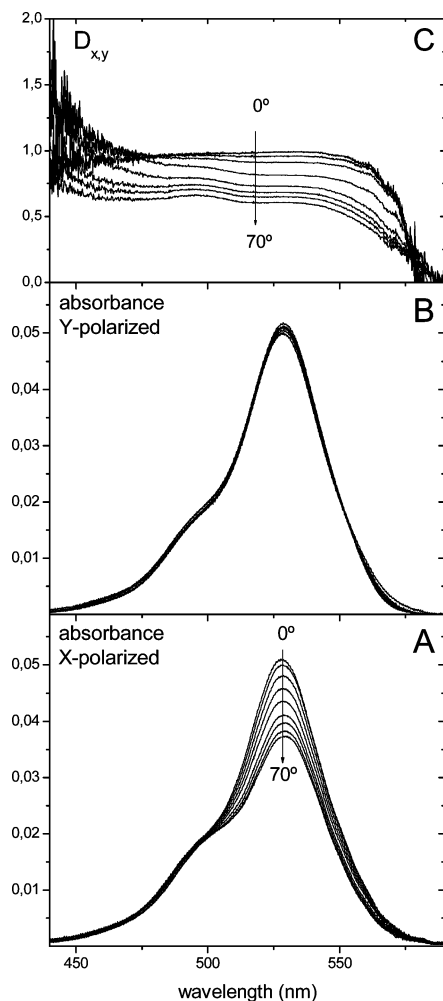 2,0
D x,y
C
1,5
0º
1,0
0,5
70º
0,0
absorbance
Y-polarized
B
0,05
0,04
0,03
0,02
0,01
absorbance
X-polarized
0º
A
0,05
0,04
0,03
70º
0,02
0,01
450 500 550
wavelength (nm)